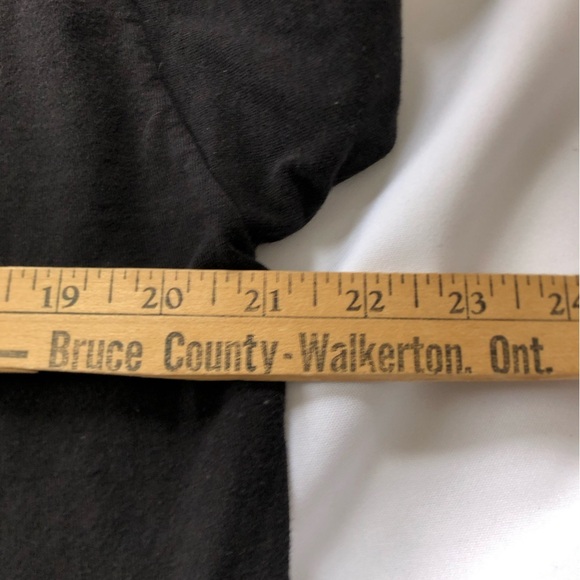 19 20 21 22 23 24
Bruce County-Walkerton, Ont.